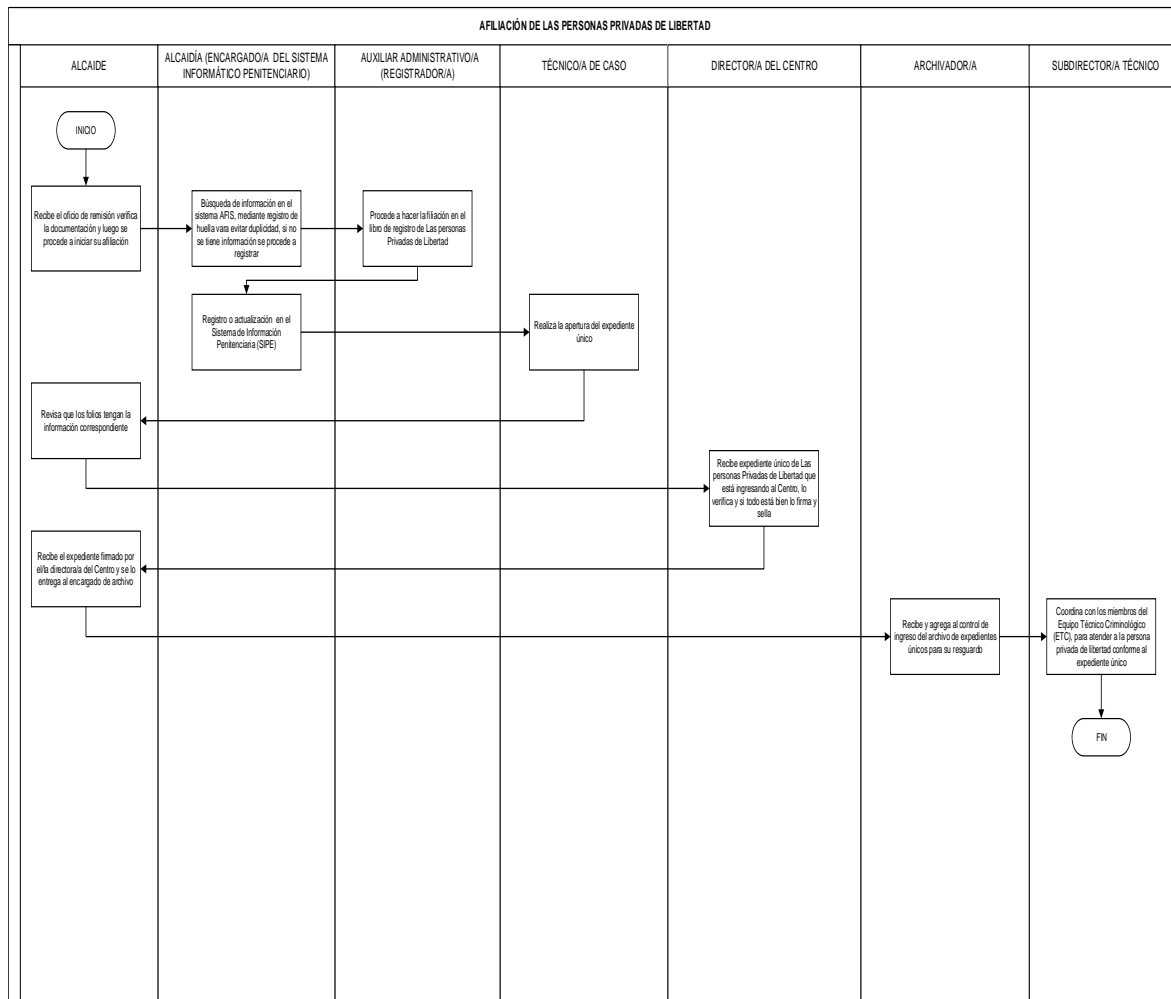 AFILIACIÓN DE LAS PERSONAS PRIVADAS DE LIBERTAD
ALCAIDE
ALCAIDÍA (ENCARGADO/A DEL SISTEMA
INFORMÁTICO PENITENCIARIO)
AUXILIAR ADMINISTRATIVO/A
(REGISTRADOR/A)
TÉCNICO/A DE CASO
DIRECTOR/A DEL CENTRO
ARCHIVADOR/A
SUBDIRECTOR/A TÉCNICO
INICIO
Recibe el oficio de remisión verifica
la documentación y luego se
procede a iniciar su afiliación
Búsqueda de información en el
sistema AFIS, mediante registro de
huella vara evitar duplicidad, si no
se tiene información se procede a
registrar
Procede a hacer la filiación en el
libro de registro de Las personas
Privadas de Libertad
Registro o actualización en el
Sistema de Información
Penitenciaria (SIPE)
Realiza la apertura del expediente
único
Revisa que los folios tengan la
información correspondiente
Recibe expediente único de Las
personas Privadas de Libertad que
está ingresando al Centro, lo
verifica y si todo está bien lo firma y
sella
Recibe el expediente firmado por
el/la directora/a del Centro y se lo
entrega al encargado de archivo
Recibe y agrega al control de
ingreso del archivo de expedientes
únicos para su resguardo
Coordina con los miembros del
Equipo Técnico Criminológico
(ETC), para atender a la persona
privada de libertad conforme al
expediente único
FIN